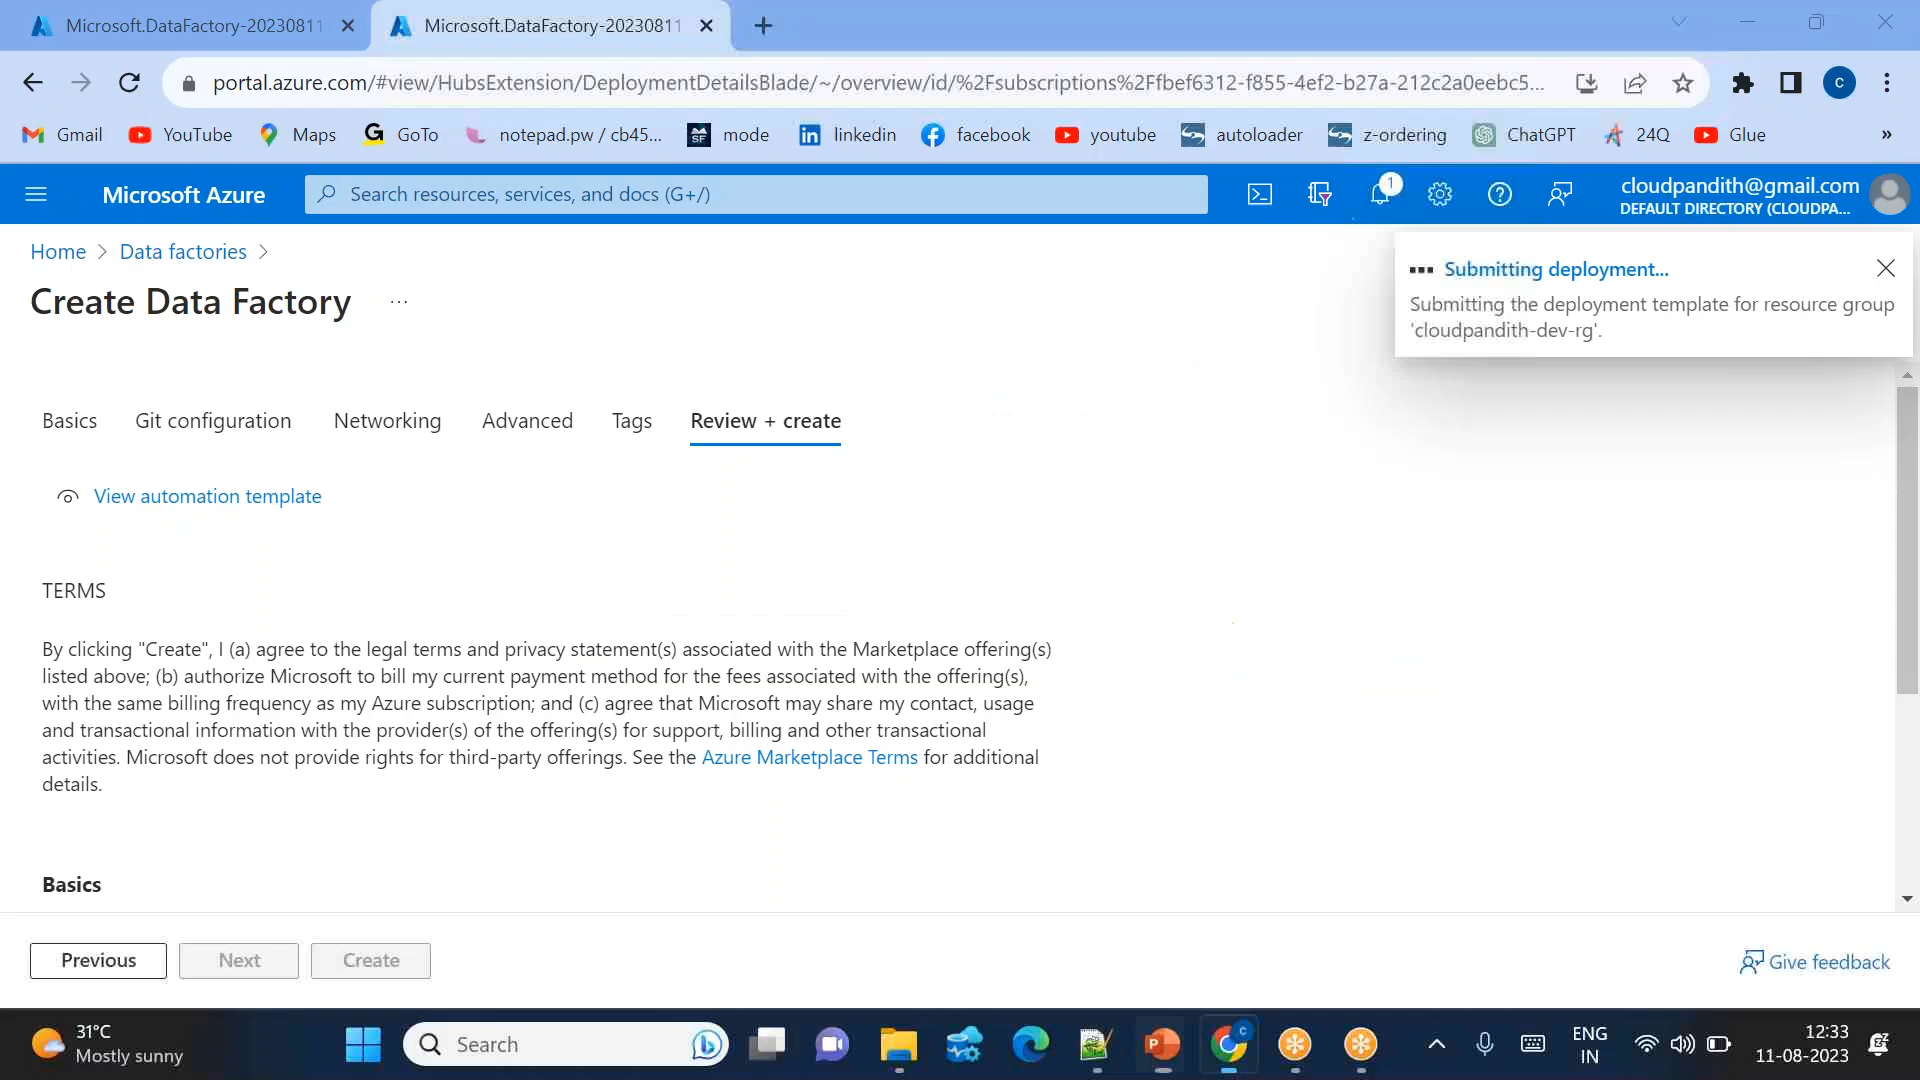 Microsoft.DataFactory-20230811
Microsoft.DataFactory-20230811
portal.azure.com/#view/HubsExtension/DeploymentDetailsBlade/~/overview/id/%2Fsubscriptions%2Ffbef6312-f855-4ef2-b27a-212c2a0eebc5...
C
Gmail
YouTube
Maps
GoTo
notepad.pw / cb45...
mode
linkedin
facebook
youtube
autoloader
z-ordering
ChatGPT
24Q
Glue
»
Microsoft Azure
Search resources, services, and docs (G+/)
1
cloudpandith@gmail.com
DEFAULT DIRECTORY (CLOUDPA...
Home > Data factories >
Create Data Factory ...
Submitting deployment...
Submitting the deployment template for resource group
'cloudpandith-dev-rg'.
Basics
Git configuration
Networking
Advanced
Tags
Review + create
View automation template
TERMS
By clicking "Create", I (a) agree to the legal terms and privacy statement(s) associated with the Marketplace offering(s)
listed above; (b) authorize Microsoft to bill my current payment method for the fees associated with the offering(s),
with the same billing frequency as my Azure subscription; and (c) agree that Microsoft may share my contact, usage
and transactional information with the provider(s) of the offering(s) for support, billing and other transactional
activities. Microsoft does not provide rights for third-party offerings. See the Azure Marketplace Terms for additional
details.
Basics
Previous
Next
Create
Give feedback
31°C
Mostly sunny
Search
ENG
IN
12:33
11-08-2023